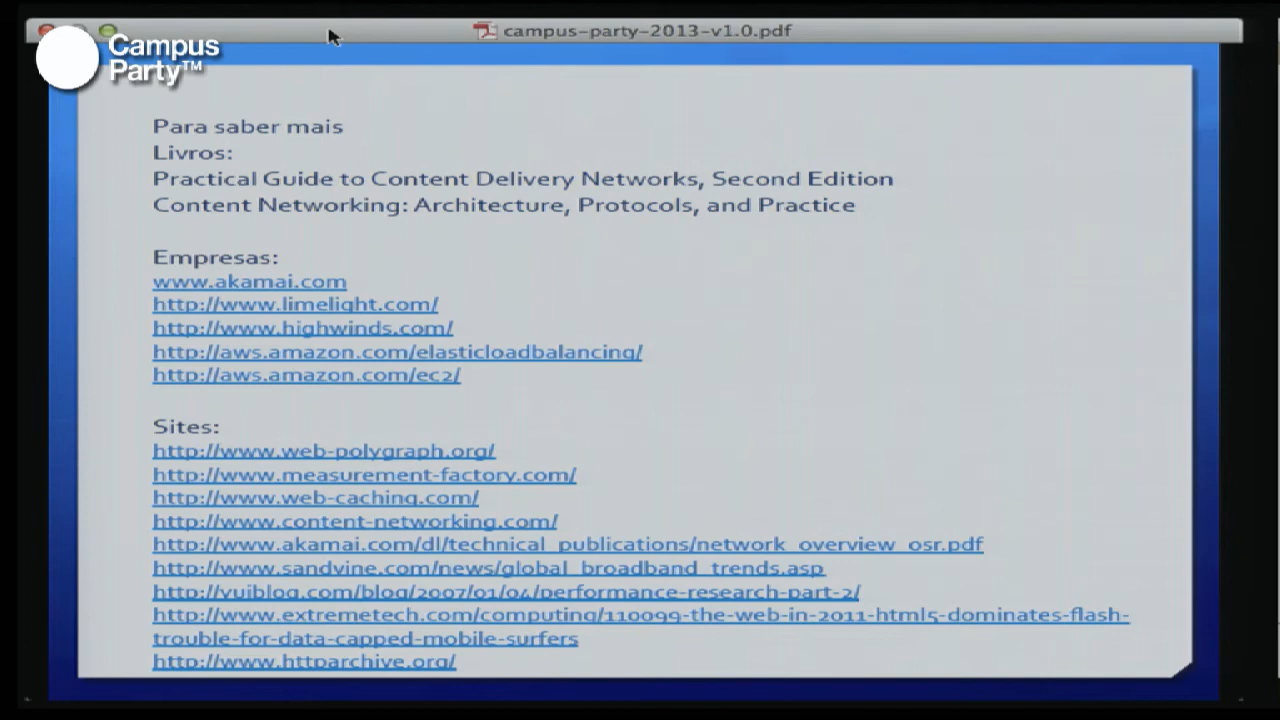 campus-party-2013-v1.0.pdf
Campus
Party™
Para saber mais
Livros:
Practical Guide to Content Delivery Networks, Second Edition
Content Networking: Architecture, Protocols, and Practice
Empresas:
www.akamai.com
http://www.limelight.com/
http://www.highwinds.com/
http://aws.amazon.com/elasticloadbalancing/
http://aws.amazon.com/ec2/
Sites:
http://www.web-polygraph.org/
http://www.measurement-factory.com/
http://www.web-caching.com/
http://www.content-networking.com/
http://www.akamai.com/dl/technical_publications/network_overview_osr.pdf
http://www.sandvine.com/news/global_broadband_trends.asp
http://yuiblog.com/blog/2007/01/04/performance-research-part-2/
http://www.extremetech.com/computing/110099-the-web-in-2011-html5-dominates-flash-
trouble-for-data-capped-mobile-surfers
http://www.httparchive.org/